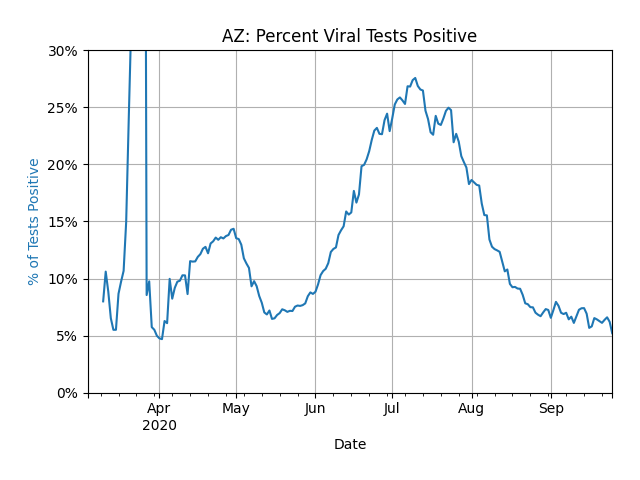 AZ: Percent Viral Tests Positive
30%
25%
20%
15%
10%
5%
0%
% of Tests Positive
Apr
2020
May
Jun
Jul
Aug
Sep
Date